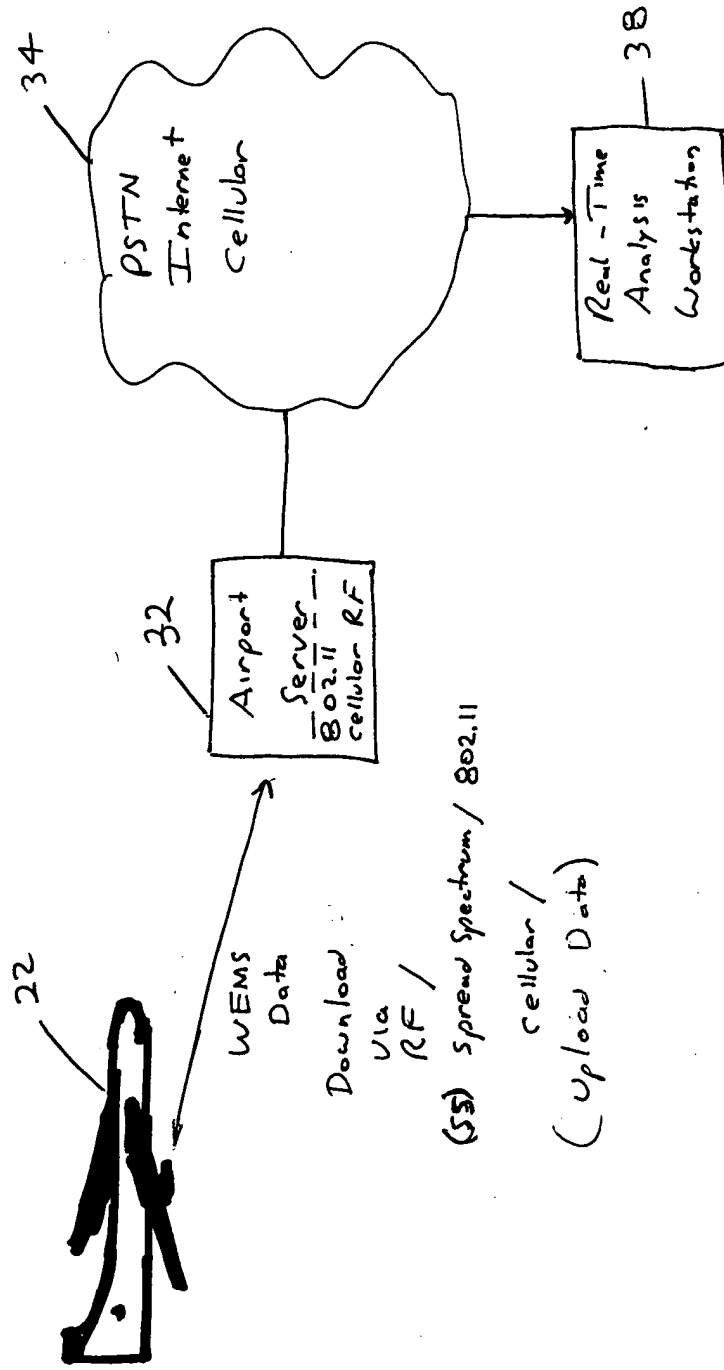 22
WEMS
Data
Download
via
RF /
(SS) Spread Spectrum / 802.11
Cellular /
(Upload Data)
32
Airport
Server
802.11
Cellular RF
34
PSTN
Internet
Cellular
38
Real-Time
Analysis
Workstation